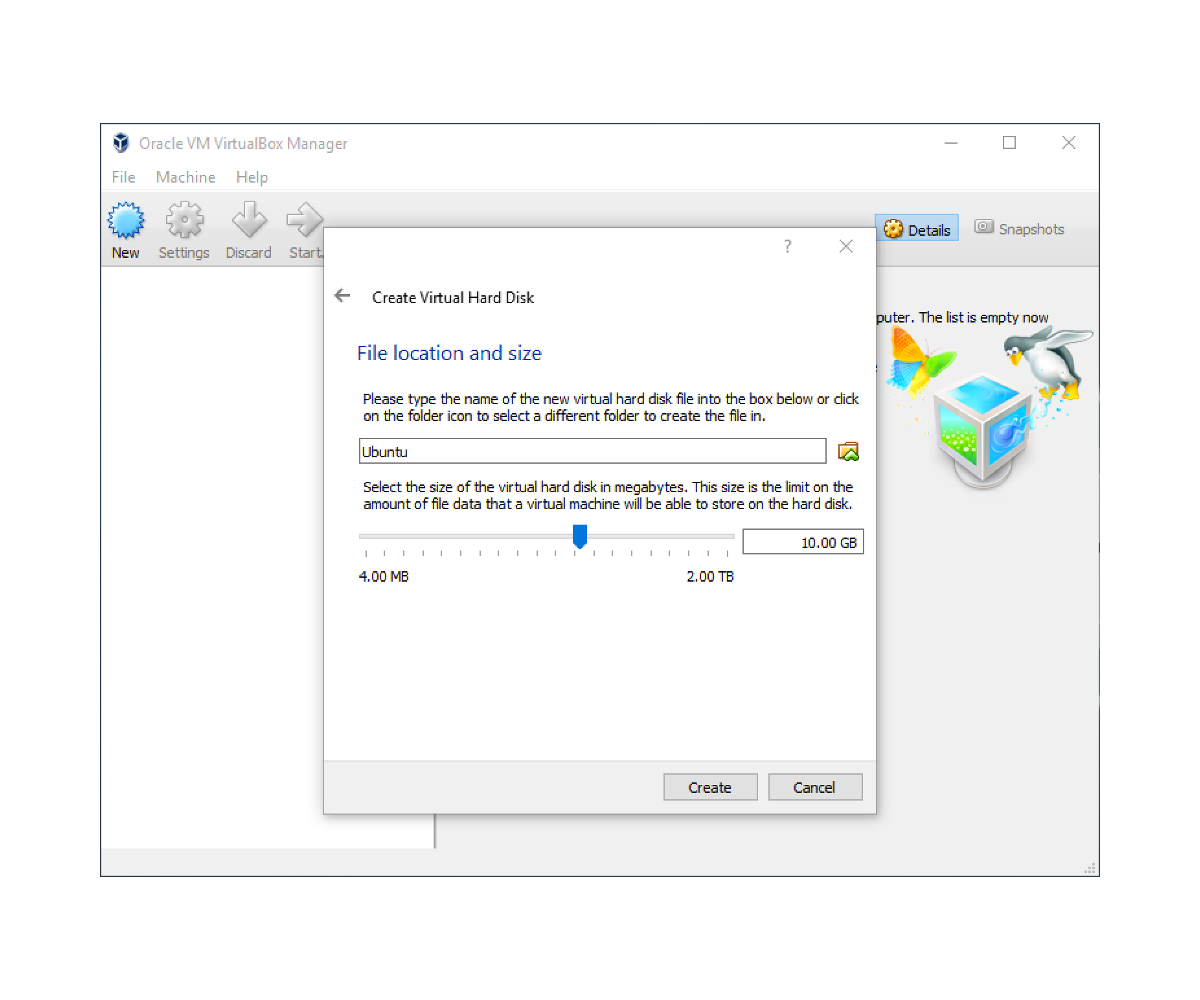 Oracle VM VirtualBox Manager
File Machine Help
New Settings Discard Start
Details Snapshots
?
Create Virtual Hard Disk
The list is empty now
File location and size
Please type the name of the new virtual hard disk file into the box below or click
on the folder icon to select a different folder to create the file in.
Ubuntu
Select the size of the virtual hard disk in megabytes. This size is the limit on the
amount of file data that a virtual machine will be able to store on the hard disk.
10.00 GB
4.00 MB 2.00 TB
Create Cancel